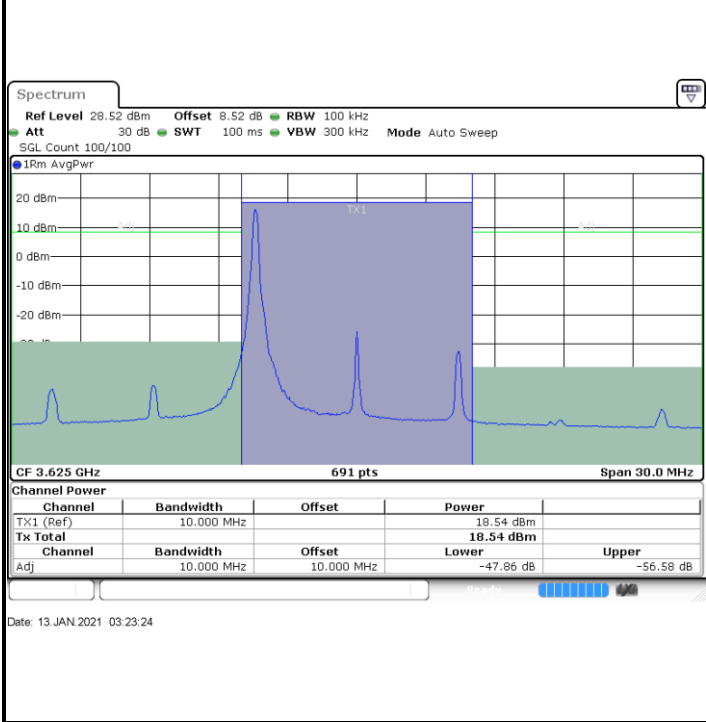 Spectrum
Ref Level 28.52 dBm Offset 8.52 dB RBW 100 kHz
Att 30 dB SWT 100 ms VBW 300 kHz Mode Auto Sweep
SGL Count 100/100
1Rm AvgPwr
20 dBm
TX1
10 dBm
Adj
Adj
0 dBm
-10 dBm
-20 dBm
CF 3.625 GHz 691 pts Span 30.0 MHz
Channel Power
Channel Bandwidth Offset Power
TX1 (Ref) 10.000 MHz 18.54 dBm
Tx Total 18.54 dBm
Channel Bandwidth Offset Lower Upper
Adj 10.000 MHz 10.000 MHz -47.86 dB -56.58 dB
Ready
Date: 13.JAN.2021 03:23:24